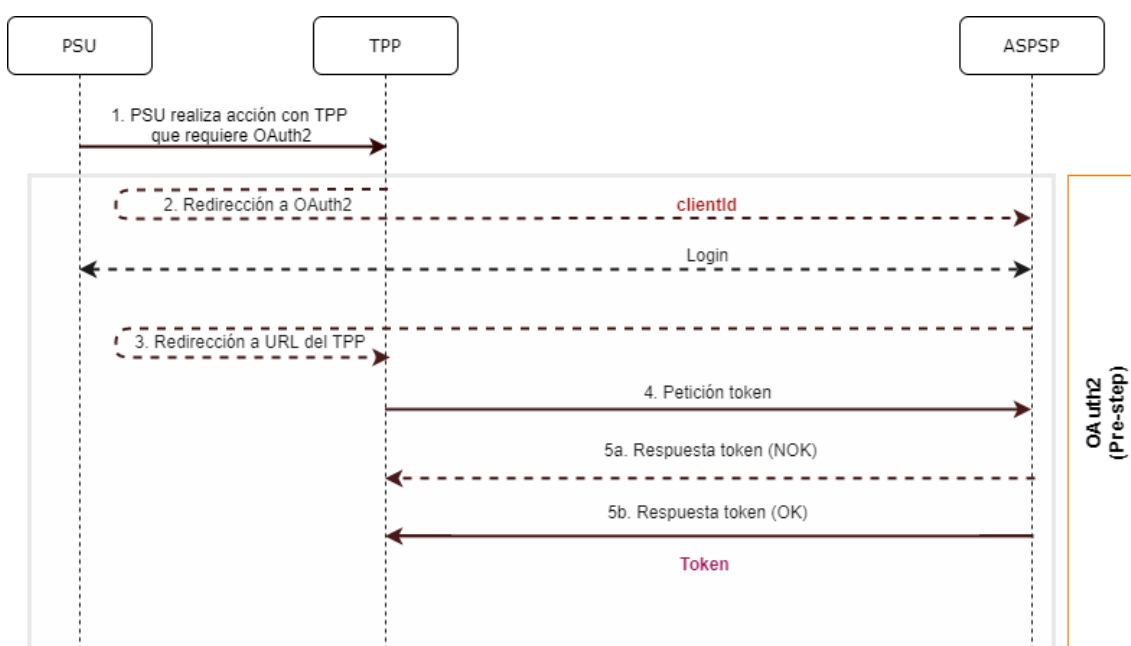 PSU
TPP
ASPSP
1. PSU realiza acción con TPP
que requiere OAuth2
2. Redirección a OAuth2
clientId
Login
3. Redirección a URL del TPP
4. Petición token
5a. Respuesta token (NOK)
5b. Respuesta token (OK)
Token
OAuth2
(Pre-step)